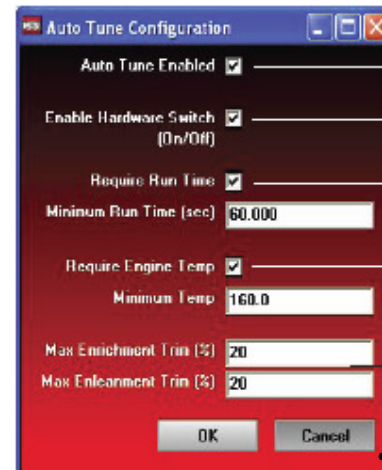 Auto Tune Configuration
Auto Tune Enabled
Enable Hardware Switch
(On/Off)
Require Run Time
Minimum Run Time (sec) 60.000
Require Engine Temp
Minimum Temp 160.0
Max Enrichment Trim (%) 20
Max Enleanment Trim (%) 20
OK Cancel